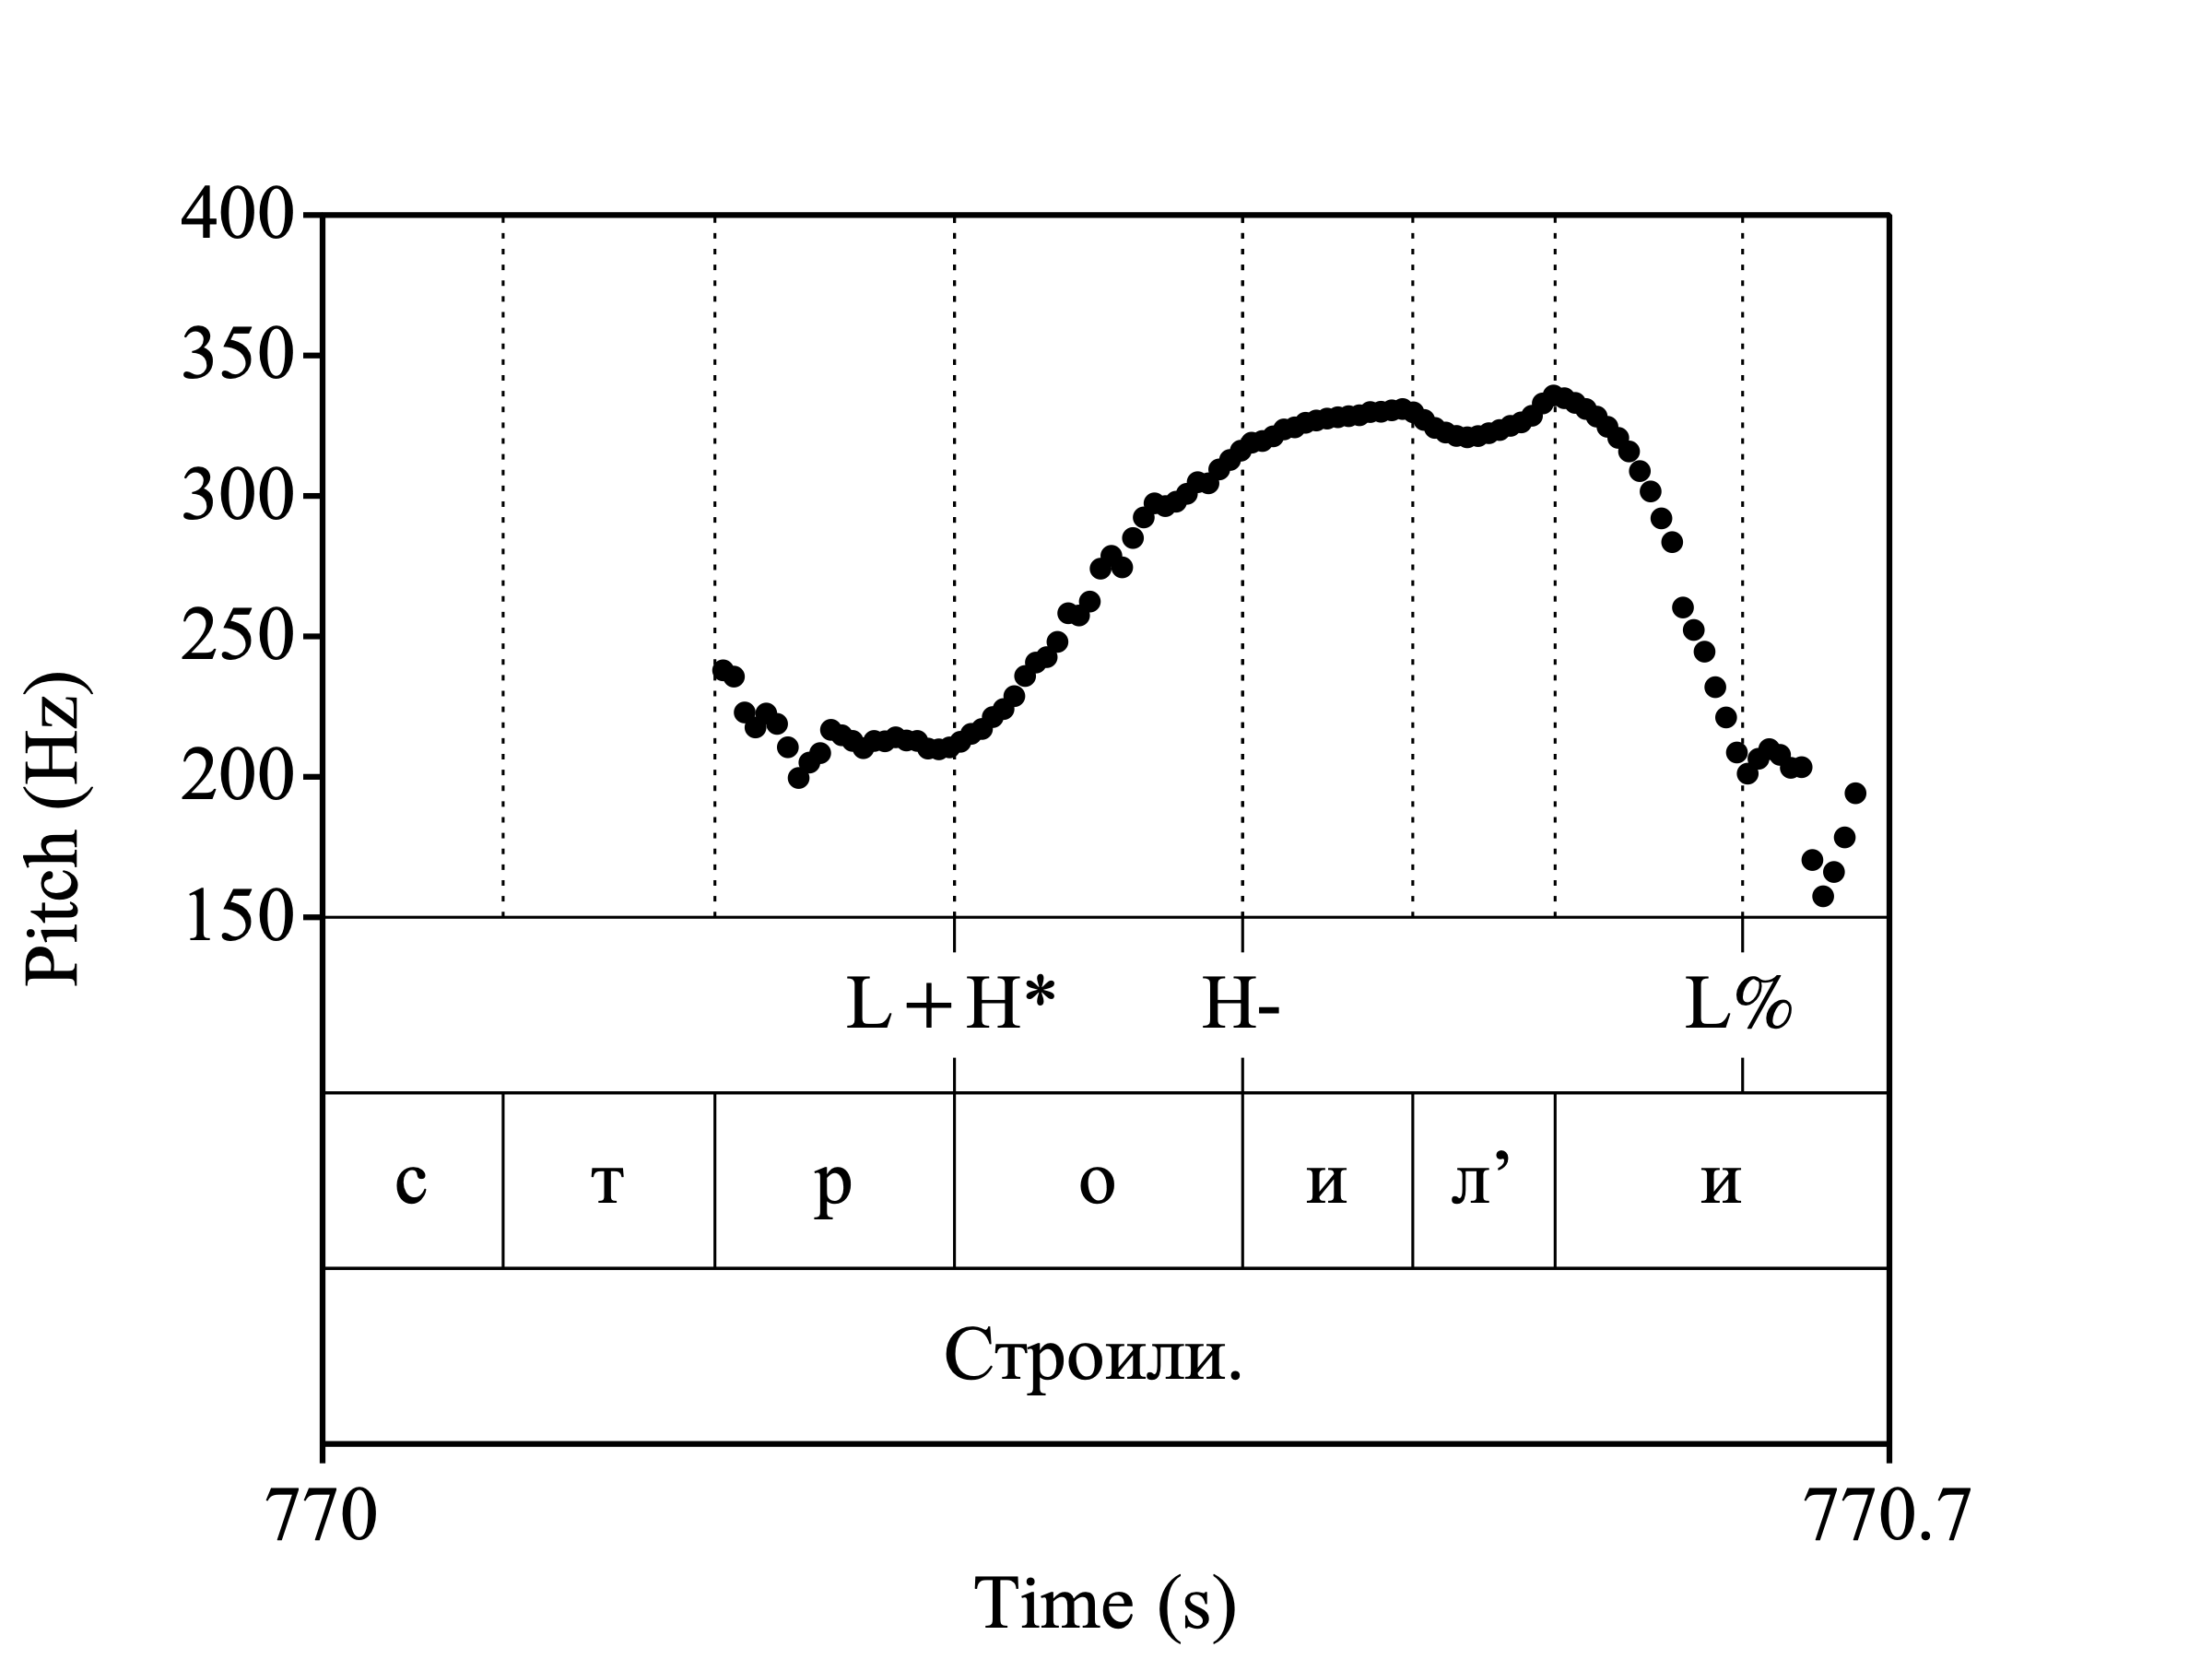 400
350
300
250
200
150
Pitch (Hz)
L+H* H- L%
с т р о и л’ и
Строили.
770 770.7
Time (s)